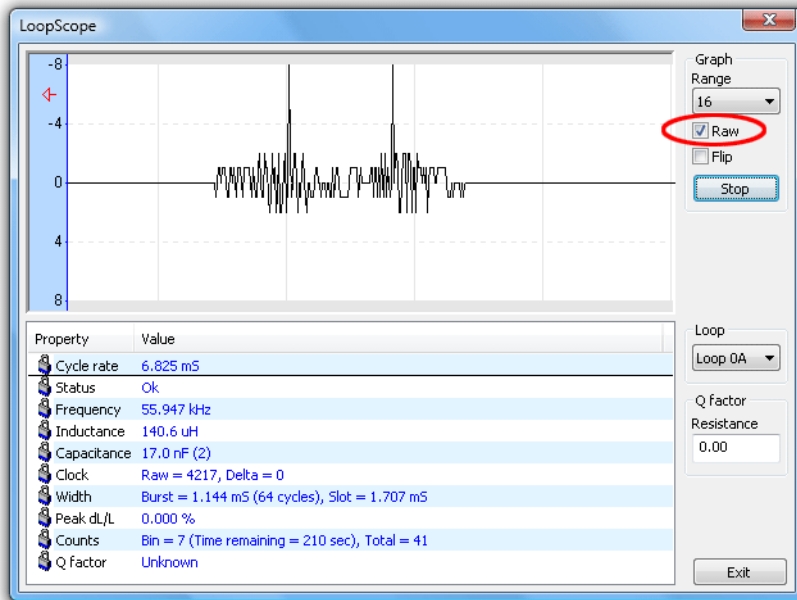 LoopScope
-8
-4
0
4
8
Graph
Range
16
Raw
Flip
Stop
Property Value
Cycle rate 6.825 mS
Status Ok
Frequency 55.947 kHz
Inductance 140.6 uH
Capacitance 17.0 nF (2)
Clock Raw = 4217, Delta = 0
Width Burst = 1.144 mS (64 cycles), Slot = 1.707 mS
Peak dL/L 0.000 %
Counts Bin = 7 (Time remaining = 210 sec), Total = 41
Q factor Unknown
Loop
Loop 0A
Q factor
Resistance
0.00
Exit